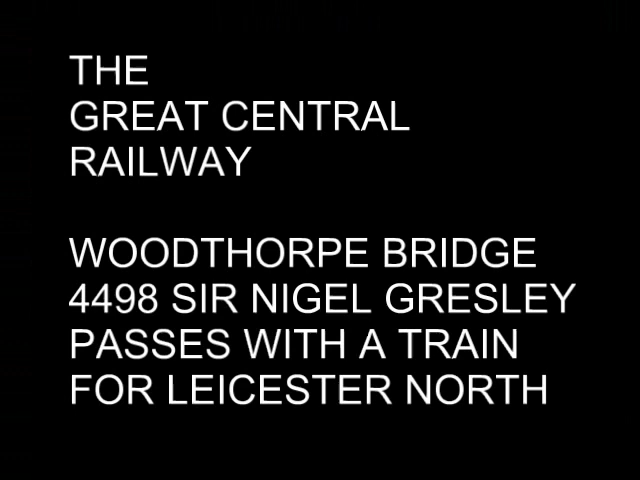 THE
GREAT CENTRAL
RAILWAY
WOODTHORPE BRIDGE
4498 SIR NIGEL GRESLEY
PASSES WITH A TRAIN
FOR LEICESTER NORTH